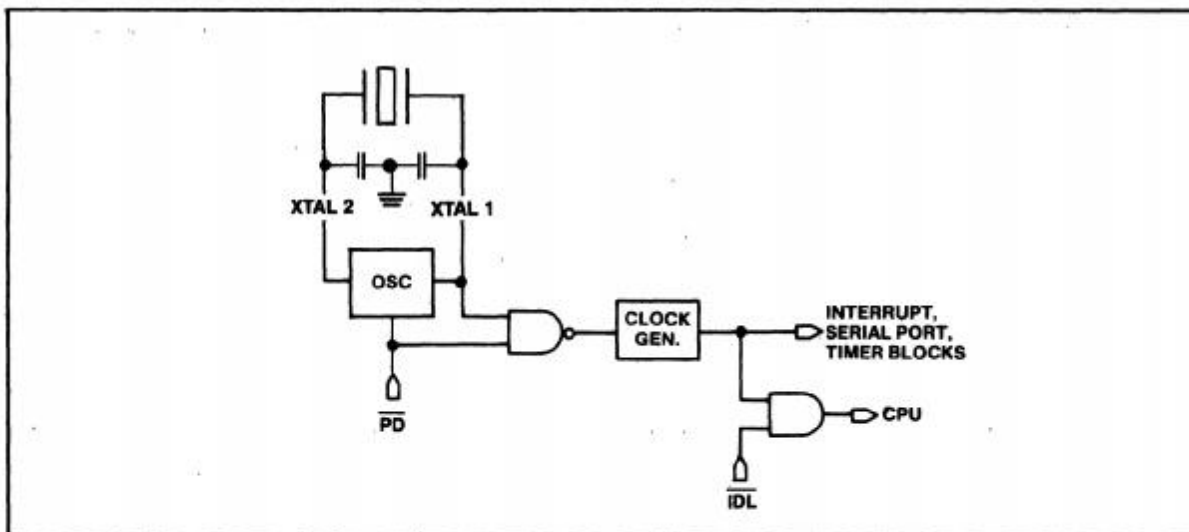 XTAL 2
XTAL 1
OSC
PD
CLOCK
GEN.
INTERRUPT,
SERIAL PORT,
TIMER BLOCKS
CPU
IDL